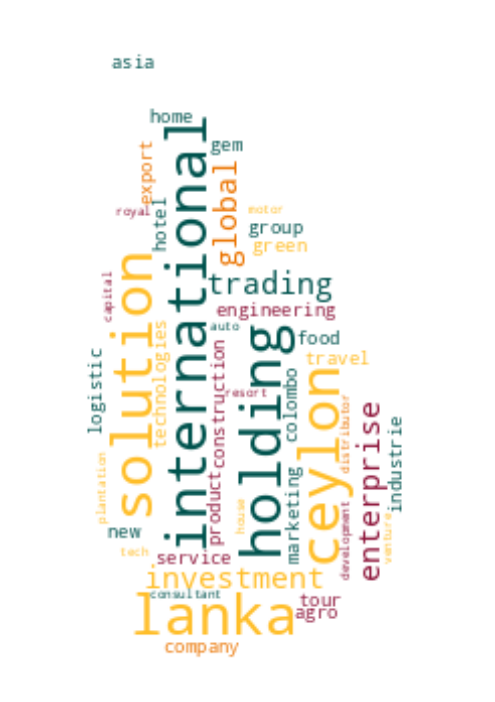 asia
home
international
gem
export
global
royal
hotel
motor
group
green
solution
trading
capital
engineering
auto
holding
technologies
food
construction
logistic
travel
ceylon
colombo
resort
distributor
enterprise
industrie
plantation
product
marketing
house
development
venture
new
tech
service
investment
consultant
lanka
tour
agro
company